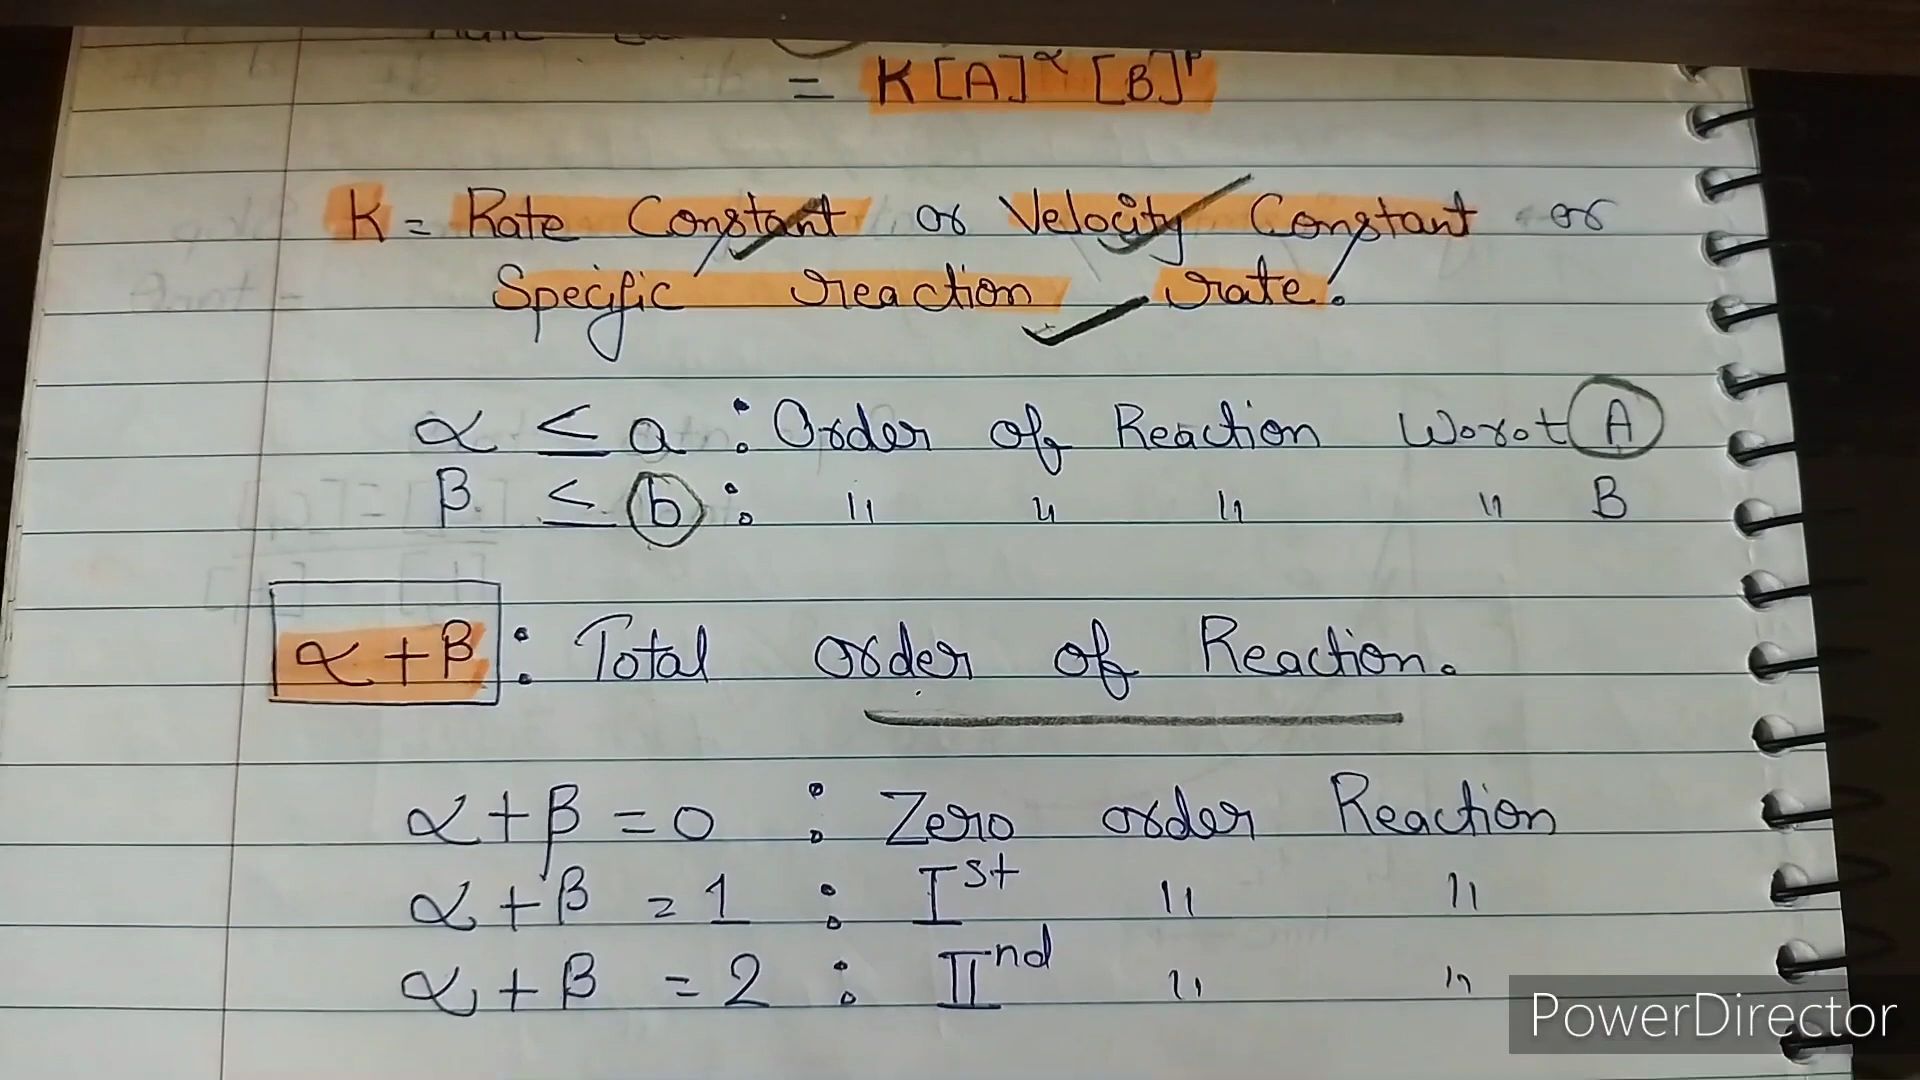 = K[A]^α [B]^β
K = Rate Constant or Velocity Constant or
Specific reaction rate.
α ≤ a : Order of Reaction w.r.t A
β ≤ b : " " " " B
α+β : Total order of Reaction.
α+β = 0 : Zero order Reaction
α+β = 1 : Ist " "
α+β = 2 : IInd " "
PowerDirector